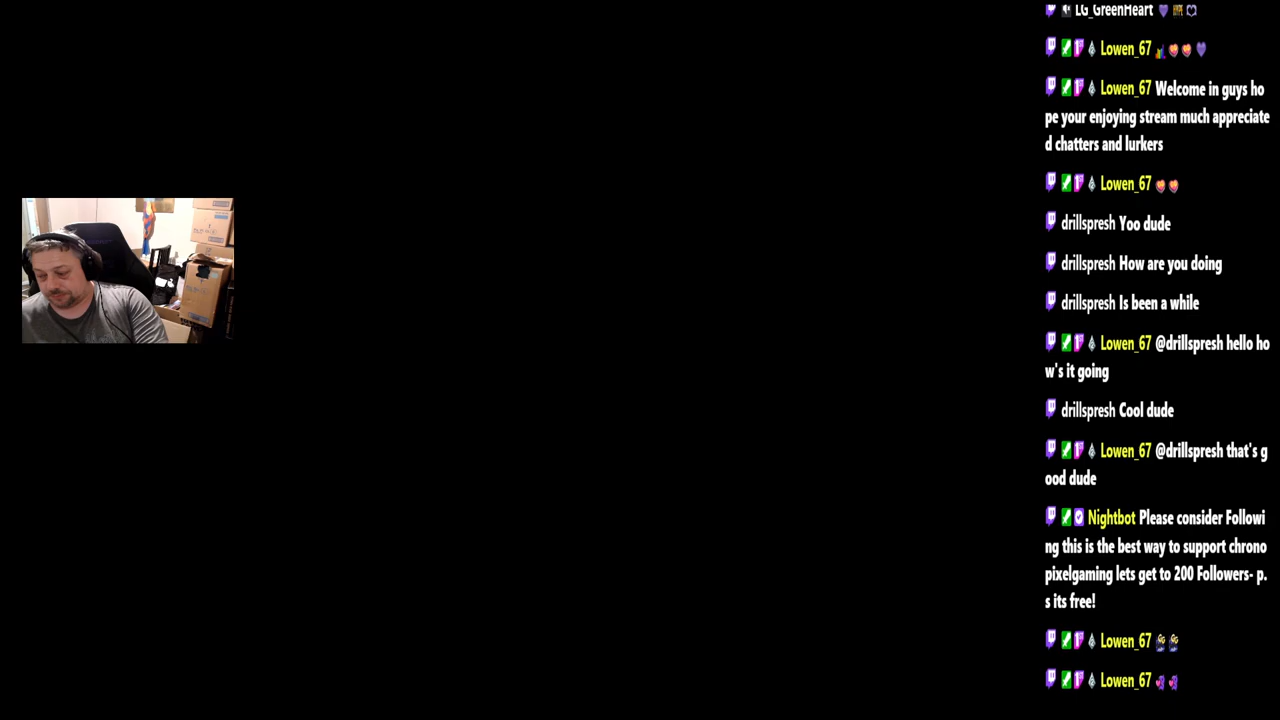 LG_GreenHeart
Lowen_67
Lowen_67 Welcome in guys ho
pe your enjoying stream much appreciate
d chatters and lurkers
Lowen_67
drillspresh Yoo dude
drillspresh How are you doing
drillspresh Is been a while
Lowen_67 @drillspresh hello ho
w's it going
drillspresh Cool dude
Lowen_67 @drillspresh that's g
ood dude
Nightbot Please consider Followi
ng this is the best way to support chrono
pixelgaming lets get to 200 Followers- p.
s its free!
Lowen_67
Lowen_67